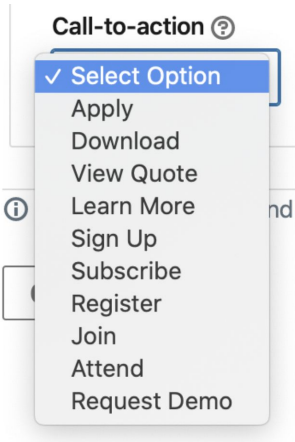 Call-to-action ?
✓ Select Option
Apply
Download
View Quote
Learn More
nd
Sign Up
Subscribe
Register
Join
Attend
Request Demo